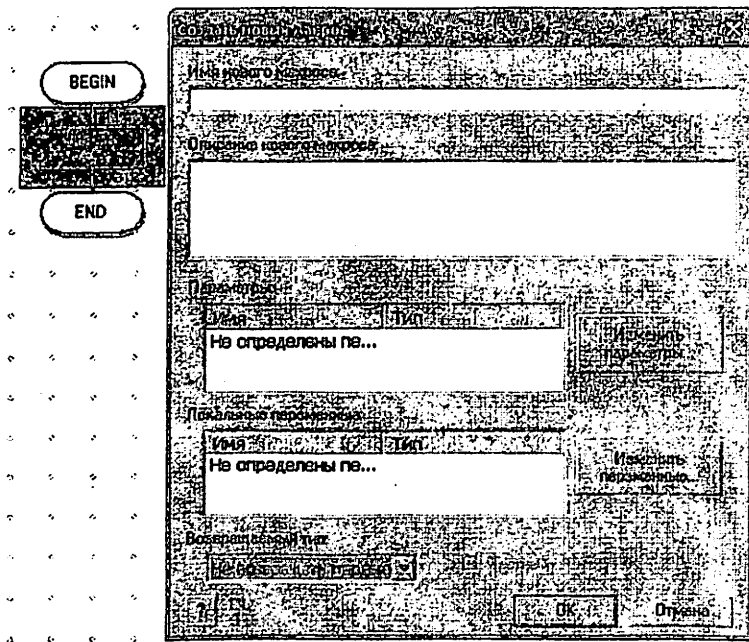 BEGIN
END
Имя нового макроса
Описание нового макроса
Параметры
Имя Тип
Не определены пе...
Изменить
параметры
Локальные переменные
Имя Тип
Не определены пе...
Изменить
Возвращаемый тип
? OK Отмена